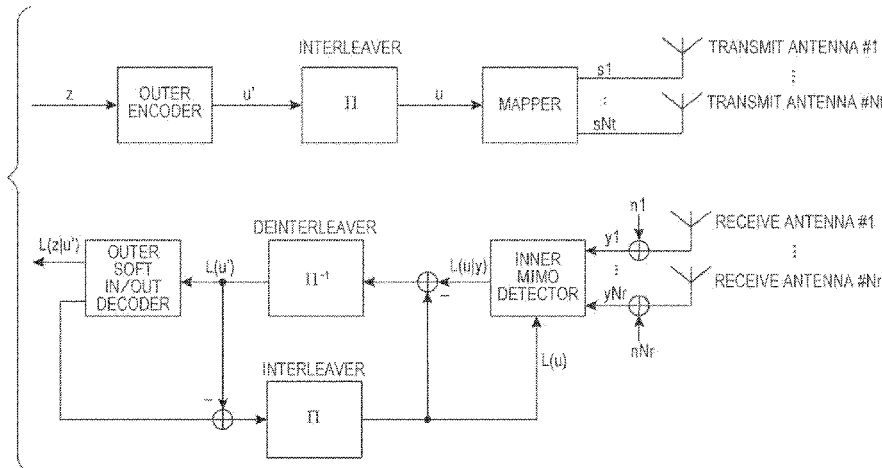 INTERLEAVER
TRANSMIT ANTENNA #1
z
OUTER
ENCODER
u'
Π
u
MAPPER
s1
⋮
sNt
⋮
TRANSMIT ANTENNA #Nt
L(z|u')
OUTER
SOFT
IN/OUT
DECODER
L(u')
DEINTERLEAVER
Π⁻¹
L(u|y)
−
INNER
MIMO
DETECTOR
y1
⋮
yNr
n1
nNr
RECEIVE ANTENNA #1
⋮
RECEIVE ANTENNA #Nr
−
INTERLEAVER
Π
L(u)